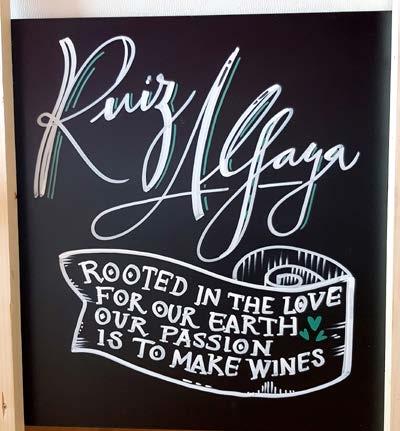 Ruiz
Alfaya
ROOTED IN THE LOVE
FOR OUR EARTH
OUR PASSION
IS TO MAKE WINES